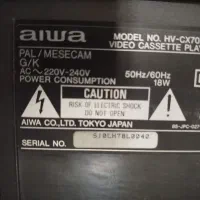 aiwa
MODEL NO. HV-CX70
VIDEO CASSETTE PLA
PAL/MESECAM
G/K
AC ~ 220V-240V 50Hz/60Hz
POWER CONSUMPTION 18W
CAUTION
RISK OF ELECTRIC SHOCK
DO NOT OPEN
AIWA CO.,LTD. TOKYO JAPAN
SERIAL NO.